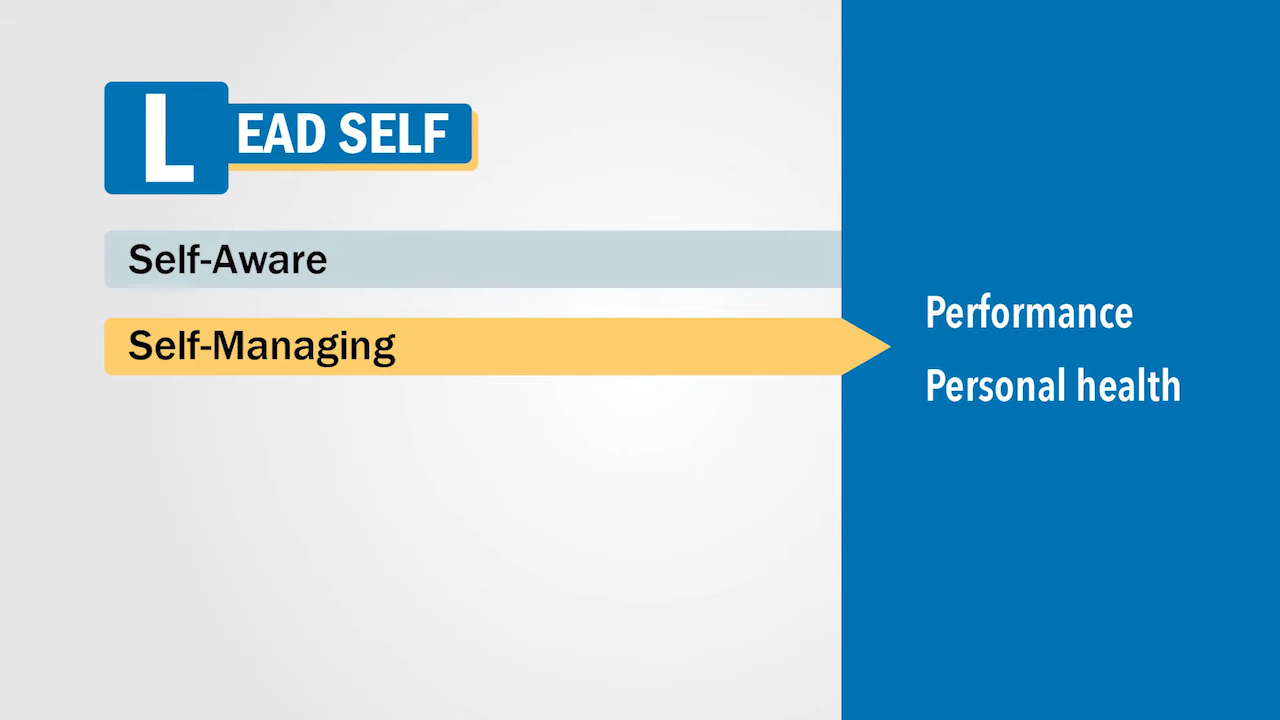 LEAD SELF
Self-Aware
Self-Managing
Performance
Personal health